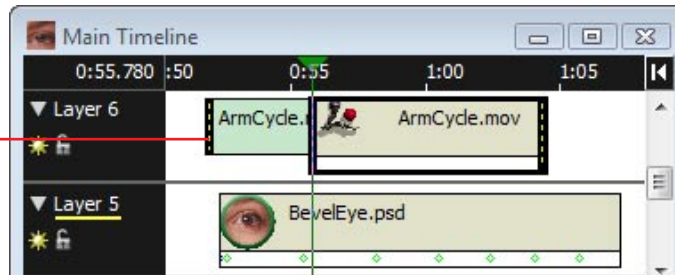 Main Timeline
0:55.780 :50 0:55 1:00 1:05
Layer 6
ArmCycle.r ArmCycle.mov
Layer 5
BevelEye.psd